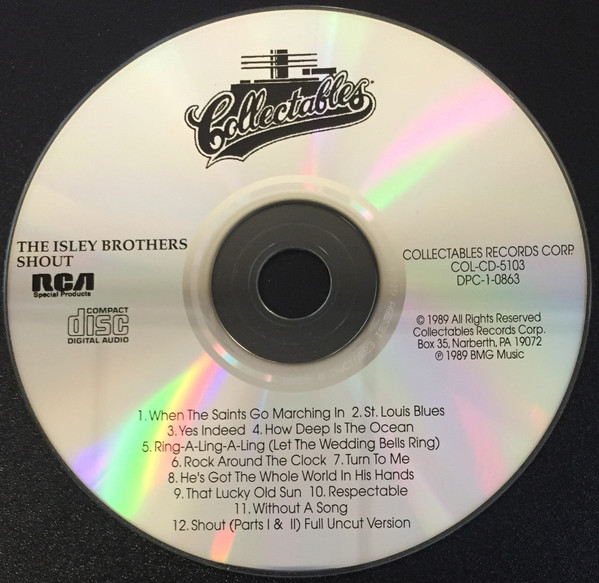 Collectables
THE ISLEY BROTHERS
SHOUT
RCA
Special Products
COMPACT
disc
DIGITAL AUDIO
COLLECTABLES RECORDS CORP.
COL-CD-5103
DPC-1-0863
© 1989 All Rights Reserved
Collectables Records Corp.
Box 35, Narberth, PA 19072
℗ 1989 BMG Music
1. When The Saints Go Marching In 2. St. Louis Blues
3. Yes Indeed 4. How Deep Is The Ocean
5. Ring-A-Ling-A-Ling (Let The Wedding Bells Ring)
6. Rock Around The Clock 7. Turn To Me
8. He's Got The Whole World In His Hands
9. That Lucky Old Sun 10. Respectable
11. Without A Song
12. Shout (Parts I & II) Full Uncut Version